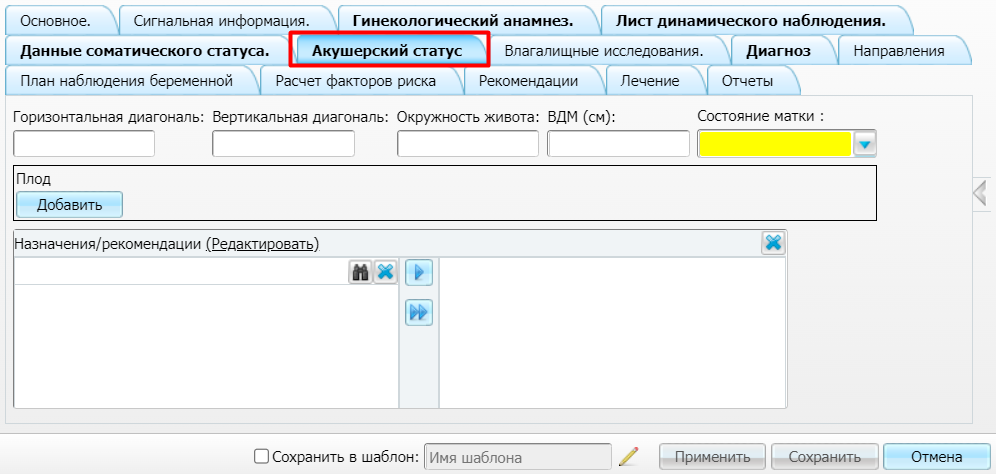 Основное. Сигнальная информация. Гинекологический анамнез. Лист динамического наблюдения.
Данные соматического статуса. Акушерский статус Влагалищные исследования. Диагноз Направления
План наблюдения беременной Расчет факторов риска Рекомендации Лечение Отчеты
Горизонтальная диагональ: Вертикальная диагональ: Окружность живота: ВДМ (см): Состояние матки :
Плод
Добавить
Назначения/рекомендации (Редактировать)
Сохранить в шаблон: Имя шаблона Применить Сохранить Отмена